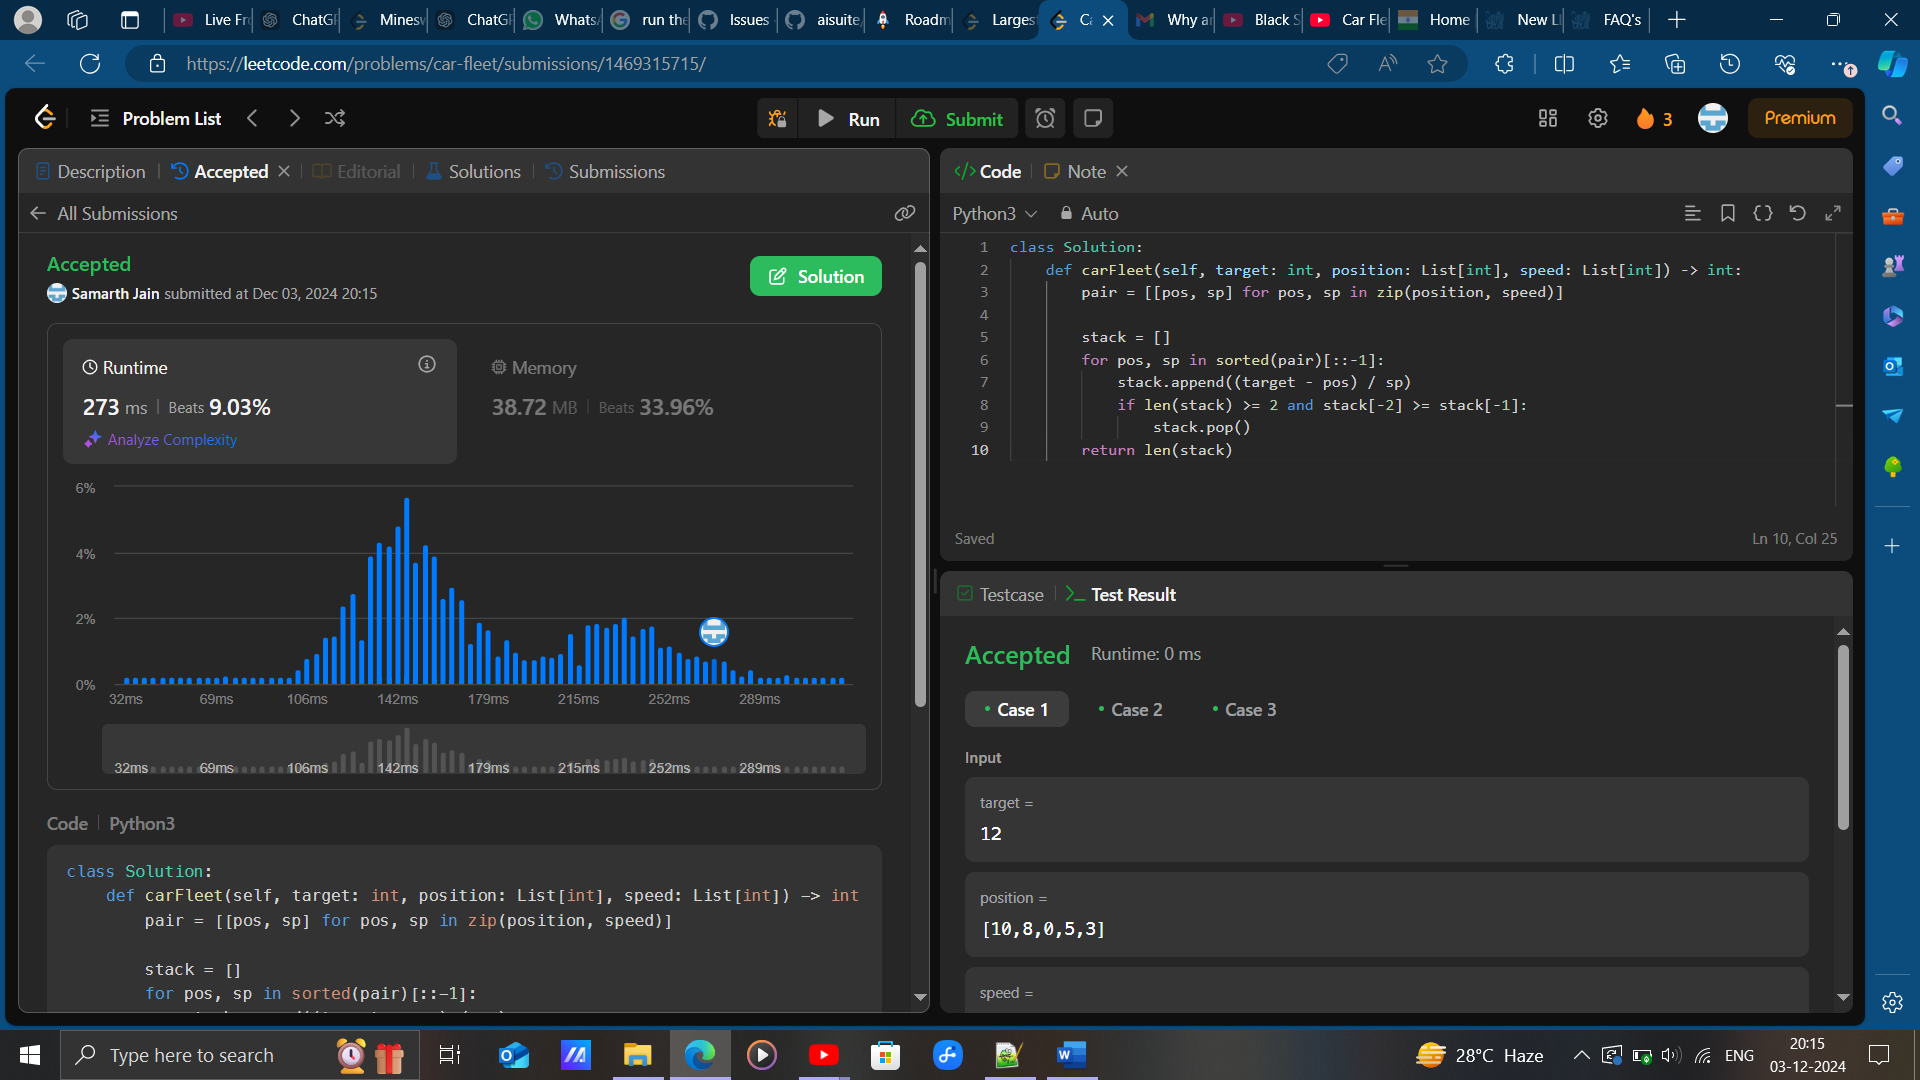 Live Fr
ChatGP
Minesw
ChatGP
Whats
run the
Issues
aisuite
Roadm
Larges
Ca
Why a
Black S
Car Fle
Home
New Ll
FAQ's
https://leetcode.com/problems/car-fleet/submissions/1469315715/
Problem List
Run
Submit
3
Premium
Description
Accepted
Editorial
Solutions
Submissions
All Submissions
Accepted
Samarth Jain submitted at Dec 03, 2024 20:15
Solution
Runtime
273 ms | Beats 9.03%
Analyze Complexity
Memory
38.72 MB | Beats 33.96%
6%
4%
2%
0%
32ms 69ms 106ms 142ms 179ms 215ms 252ms 289ms
32ms 69ms 106ms 142ms 179ms 215ms 252ms 289ms
Code | Python3
class Solution:
    def carFleet(self, target: int, position: List[int], speed: List[int]) -> int
        pair = [[pos, sp] for pos, sp in zip(position, speed)]
        stack = []
        for pos, sp in sorted(pair)[::-1]:
Code
Note
Python3
Auto
1 class Solution:
2     def carFleet(self, target: int, position: List[int], speed: List[int]) -> int:
3         pair = [[pos, sp] for pos, sp in zip(position, speed)]
4
5         stack = []
6         for pos, sp in sorted(pair)[::-1]:
7             stack.append((target - pos) / sp)
8             if len(stack) >= 2 and stack[-2] >= stack[-1]:
9                 stack.pop()
10         return len(stack)
Saved
Ln 10, Col 25
Testcase
Test Result
Accepted
Runtime: 0 ms
Case 1
Case 2
Case 3
Input
target =
12
position =
[10,8,0,5,3]
speed =
Type here to search
28°C Haze
ENG
20:15
03-12-2024